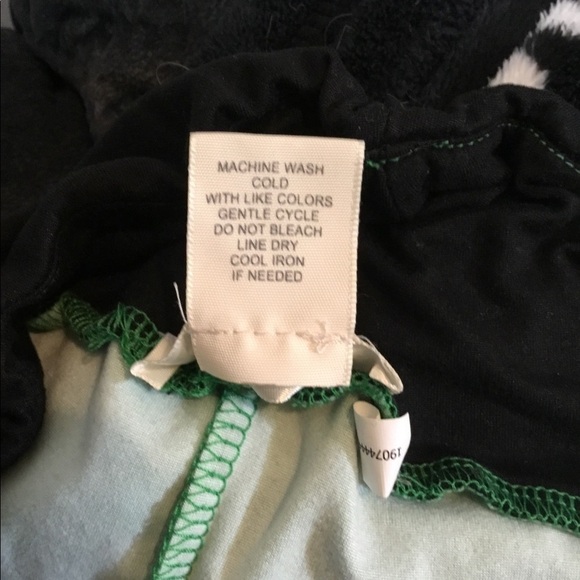 MACHINE WASH
COLD
WITH LIKE COLORS
GENTLE CYCLE
DO NOT BLEACH
LINE DRY
COOL IRON
IF NEEDED